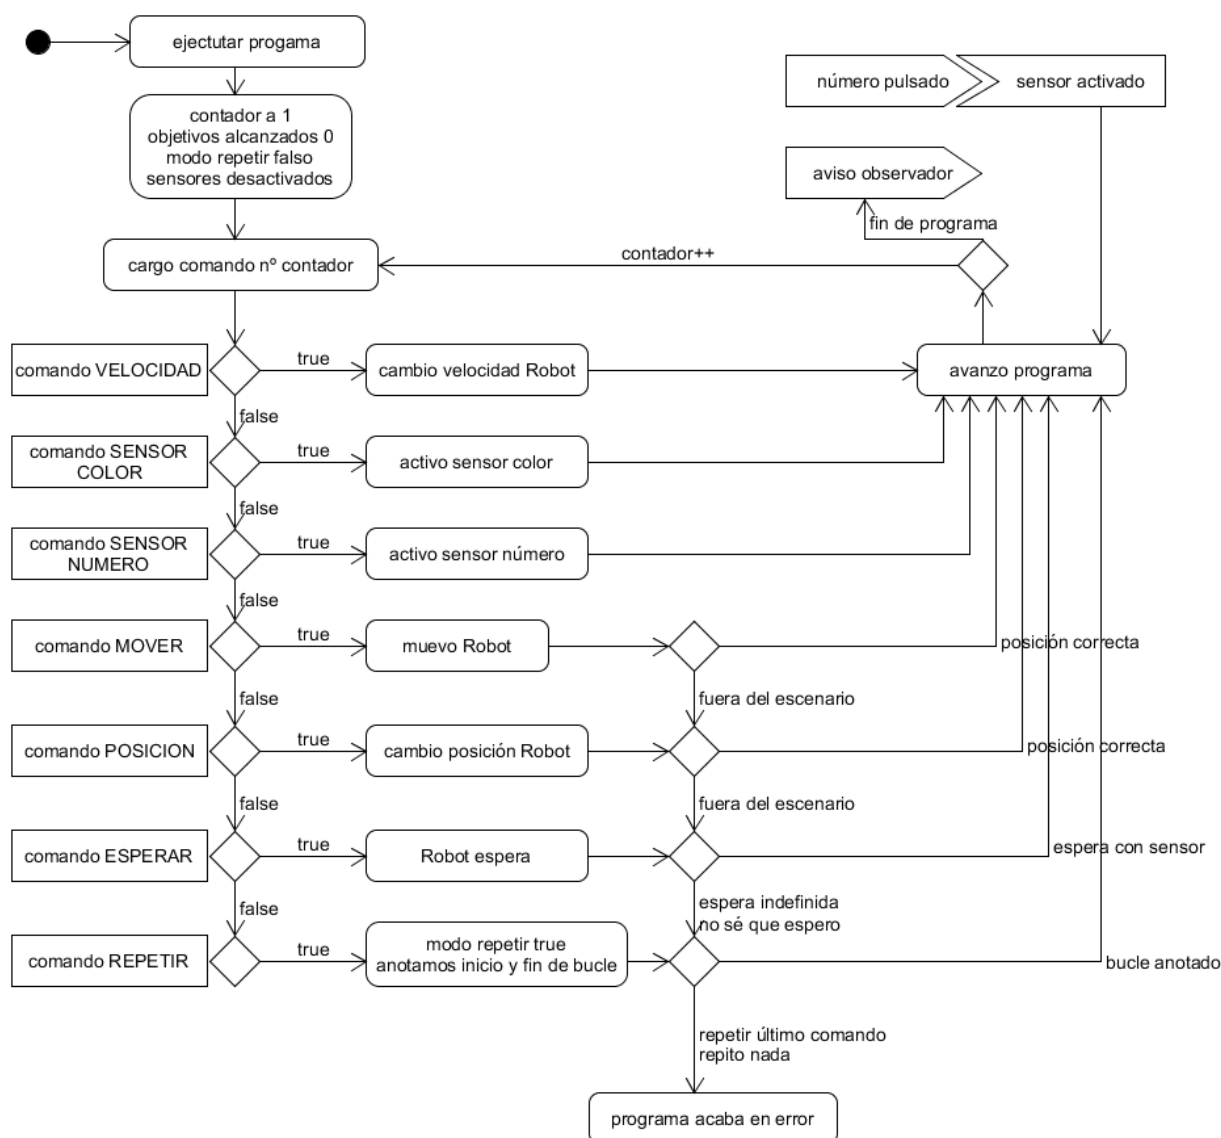 ejectutar progama
contador a 1
objetivos alcanzados 0
modo repetir falso
sensores desactivados
número pulsado
sensor activado
aviso observador
fin de programa
contador++
cargo comando nº contador
comando VELOCIDAD
true
cambio velocidad Robot
avanzo programa
false
comando SENSOR
COLOR
true
activo sensor color
false
comando SENSOR
NUMERO
true
activo sensor número
false
comando MOVER
true
muevo Robot
posición correcta
false
fuera del escenario
comando POSICION
true
cambio posición Robot
posición correcta
false
fuera del escenario
comando ESPERAR
true
Robot espera
espera con sensor
false
espera indefinida
no sé que espero
comando REPETIR
true
modo repetir true
anotamos inicio y fin de bucle
bucle anotado
repetir último comando
repito nada
programa acaba en error